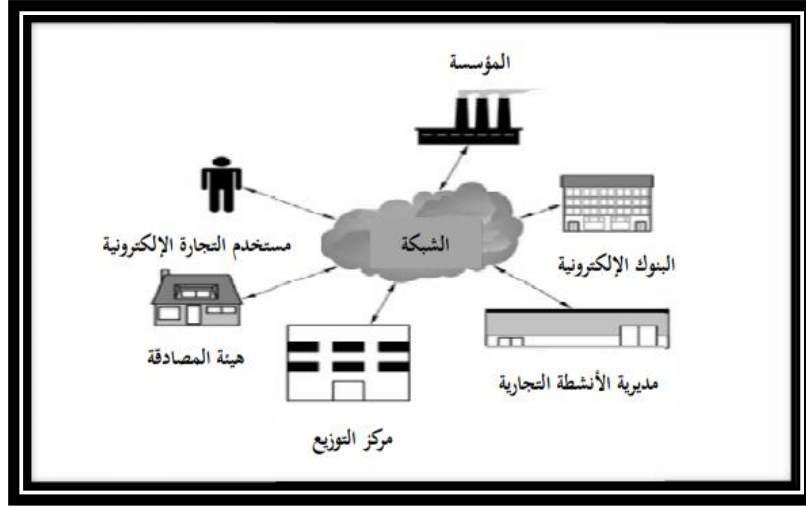 المؤسسة
مستخدم التجارة الإلكترونية
الشبكة
البنوك الإلكترونية
هيئة المصادقة
مديرية الأنشطة التجارية
مركز التوزيع